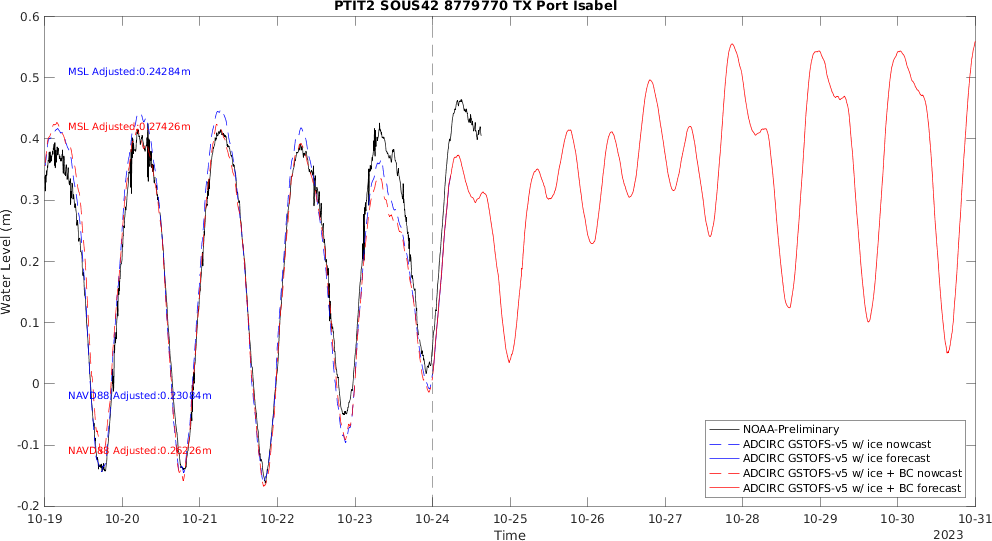 PTIT2 SOUS42 8779770 TX Port Isabel
0.6
0.5
0.4
0.3
0.2
0.1
0
-0.1
-0.2
Water Level (m)
MSL Adjusted:0.24284m
MSL Adjusted:0.27426m
NAVD88 Adjusted:0.23084m
NAVD88 Adjusted:0.26226m
NOAA-Preliminary
ADCIRC GSTOFS-v5 w/ ice nowcast
ADCIRC GSTOFS-v5 w/ ice forecast
ADCIRC GSTOFS-v5 w/ ice + BC nowcast
ADCIRC GSTOFS-v5 w/ ice + BC forecast
10-19 10-20 10-21 10-22 10-23 10-24 10-25 10-26 10-27 10-28 10-29 10-30 10-31
Time
2023